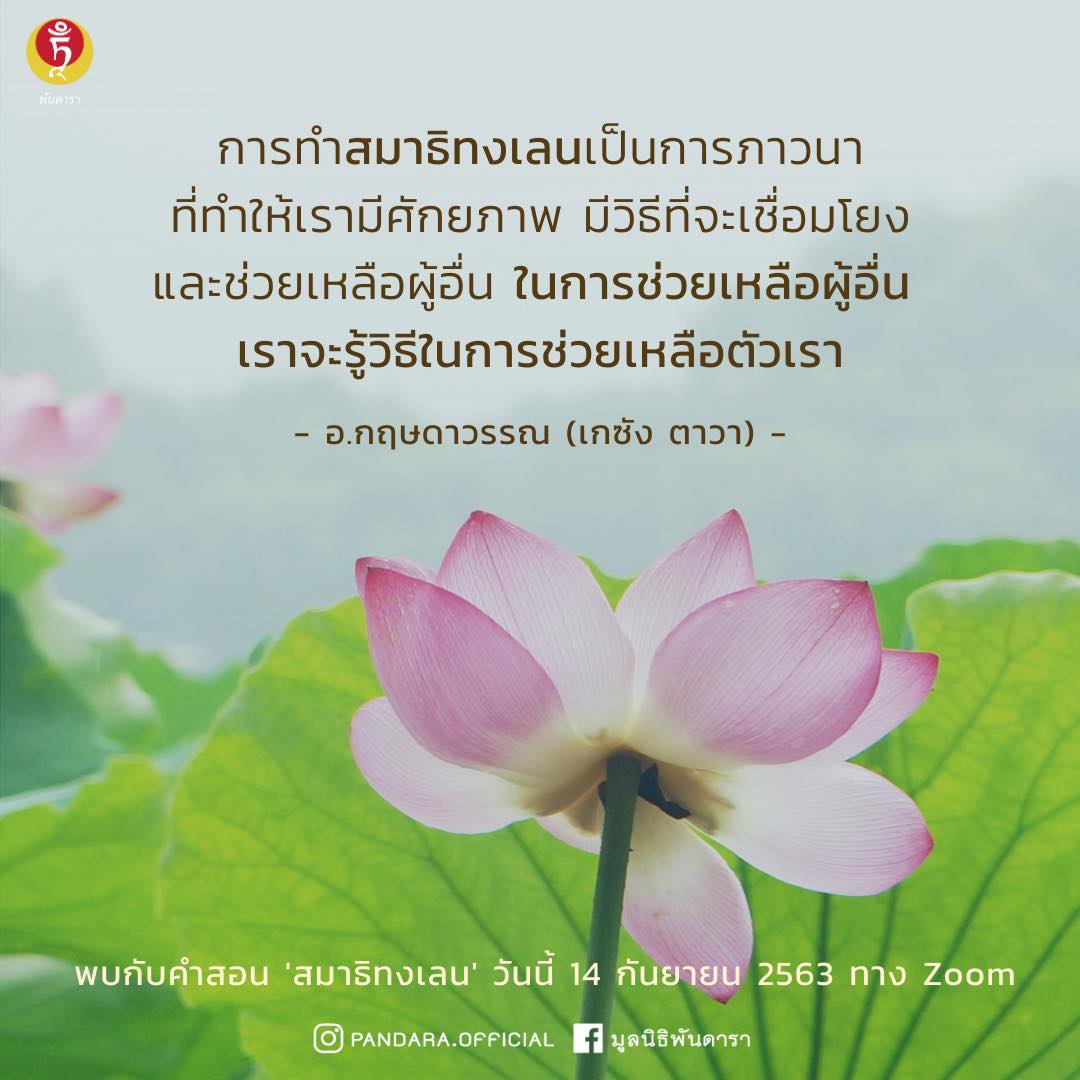 พันดารา
การทำสมาธิทงเลนเป็นการภาวนา
ที่ทำให้เรามีศักยภาพ มีวิธีที่จะเชื่อมโยง
และช่วยเหลือผู้อื่น ในการช่วยเหลือผู้อื่น
เราจะรู้วิธีในการช่วยเหลือตัวเรา
- อ.กฤษดาวรรณ (เกซัง ตาวา) -
พบกับคำสอน 'สมาธิทงเลน' วันนี้ 14 กันยายน 2563 ทาง Zoom
PANDARA.OFFICIAL มูลนิธิพันดารา